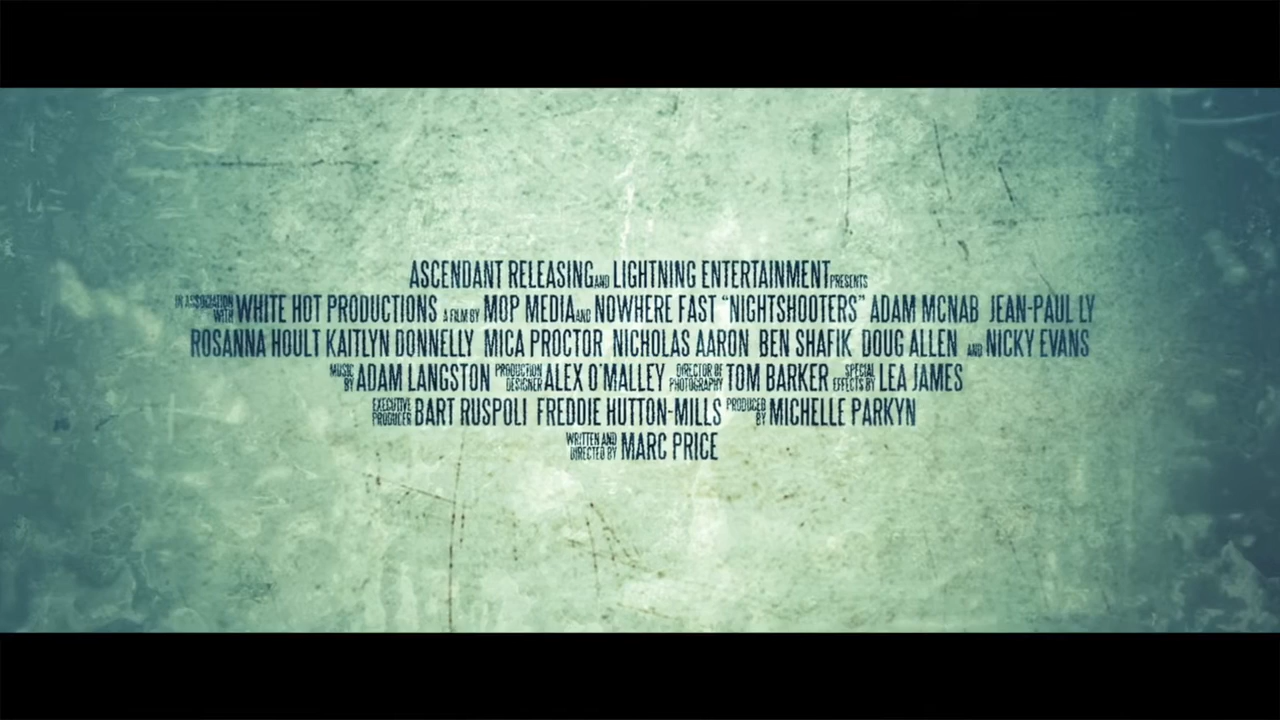 ASCENDANT RELEASING AND LIGHTNING ENTERTAINMENT PRESENTS
IN ASSOCIATION WITH WHITE HOT PRODUCTIONS A FILM BY MOP MEDIA AND NOWHERE FAST "NIGHTSHOOTERS" ADAM MCNAB JEAN-PAUL LY
ROSANNA HOULT KAITLYN DONNELLY MICA PROCTOR NICHOLAS AARON BEN SHAFIK DOUG ALLEN AND NICKY EVANS
MUSIC BY ADAM LANGSTON PRODUCTION DESIGNER ALEX O'MALLEY DIRECTOR OF PHOTOGRAPHY TOM BARKER SPECIAL EFFECTS BY LEA JAMES
EXECUTIVE PRODUCER BART RUSPOLI FREDDIE HUTTON-MILLS PRODUCED BY MICHELLE PARKYN
WRITTEN AND DIRECTED BY MARC PRICE